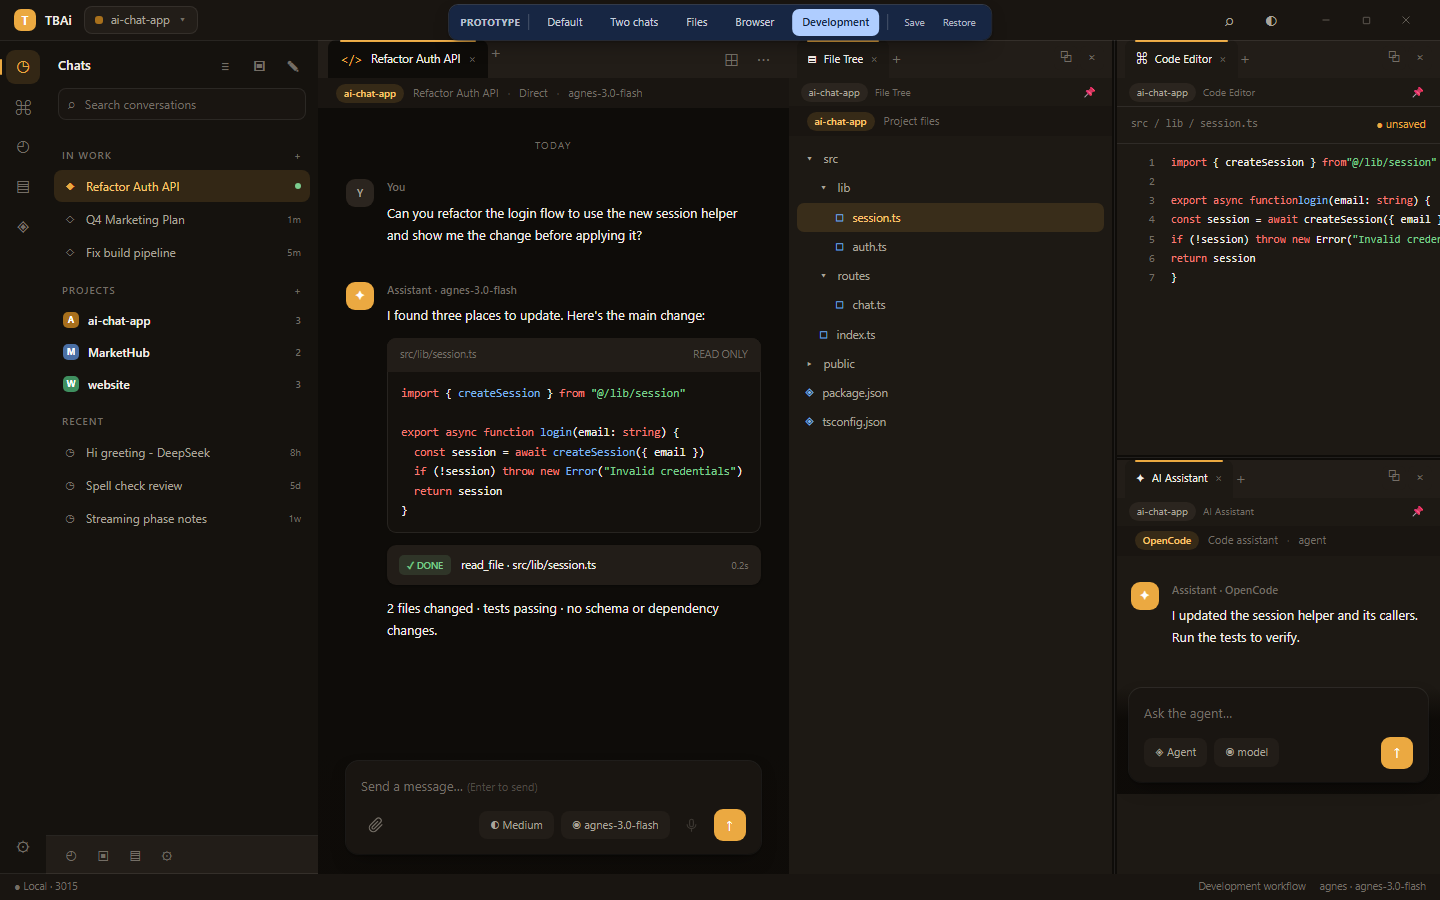 T TBAi ai-chat-app
PROTOTYPE Default Two chats Files Browser Development Save Restore
Chats
Search conversations
IN WORK +
Refactor Auth API
Q4 Marketing Plan 1m
Fix build pipeline 5m
PROJECTS +
A ai-chat-app 3
M MarketHub 2
W website 3
RECENT
Hi greeting - DeepSeek 8h
Spell check review 5d
Streaming phase notes 1w
</> Refactor Auth API × +
ai-chat-app Refactor Auth API · Direct · agnes-3.0-flash
TODAY
Y You
Can you refactor the login flow to use the new session helper
and show me the change before applying it?
Assistant · agnes-3.0-flash
I found three places to update. Here's the main change:
src/lib/session.ts READ ONLY
import { createSession } from "@/lib/session"
export async function login(email: string) {
const session = await createSession({ email })
if (!session) throw new Error("Invalid credentials")
return session
}
✓ DONE read_file · src/lib/session.ts 0.2s
2 files changed · tests passing · no schema or dependency
changes.
Send a message... (Enter to send)
Medium agnes-3.0-flash ↑
File Tree × +
ai-chat-app File Tree
ai-chat-app Project files
src
lib
session.ts
auth.ts
routes
chat.ts
index.ts
public
package.json
tsconfig.json
⌘ Code Editor × +
ai-chat-app Code Editor
src / lib / session.ts ● unsaved
1 import { createSession } from"@/lib/session"
2
3 export async functionlogin(email: string) {
4 const session = await createSession({ email }
5 if (!session) throw new Error("Invalid creder
6 return session
7 }
AI Assistant × +
ai-chat-app AI Assistant
OpenCode Code assistant · agent
Assistant · OpenCode
I updated the session helper and its callers.
Run the tests to verify.
Ask the agent...
Agent model ↑
● Local · 3015
Development workflow agnes · agnes-3.0-flash